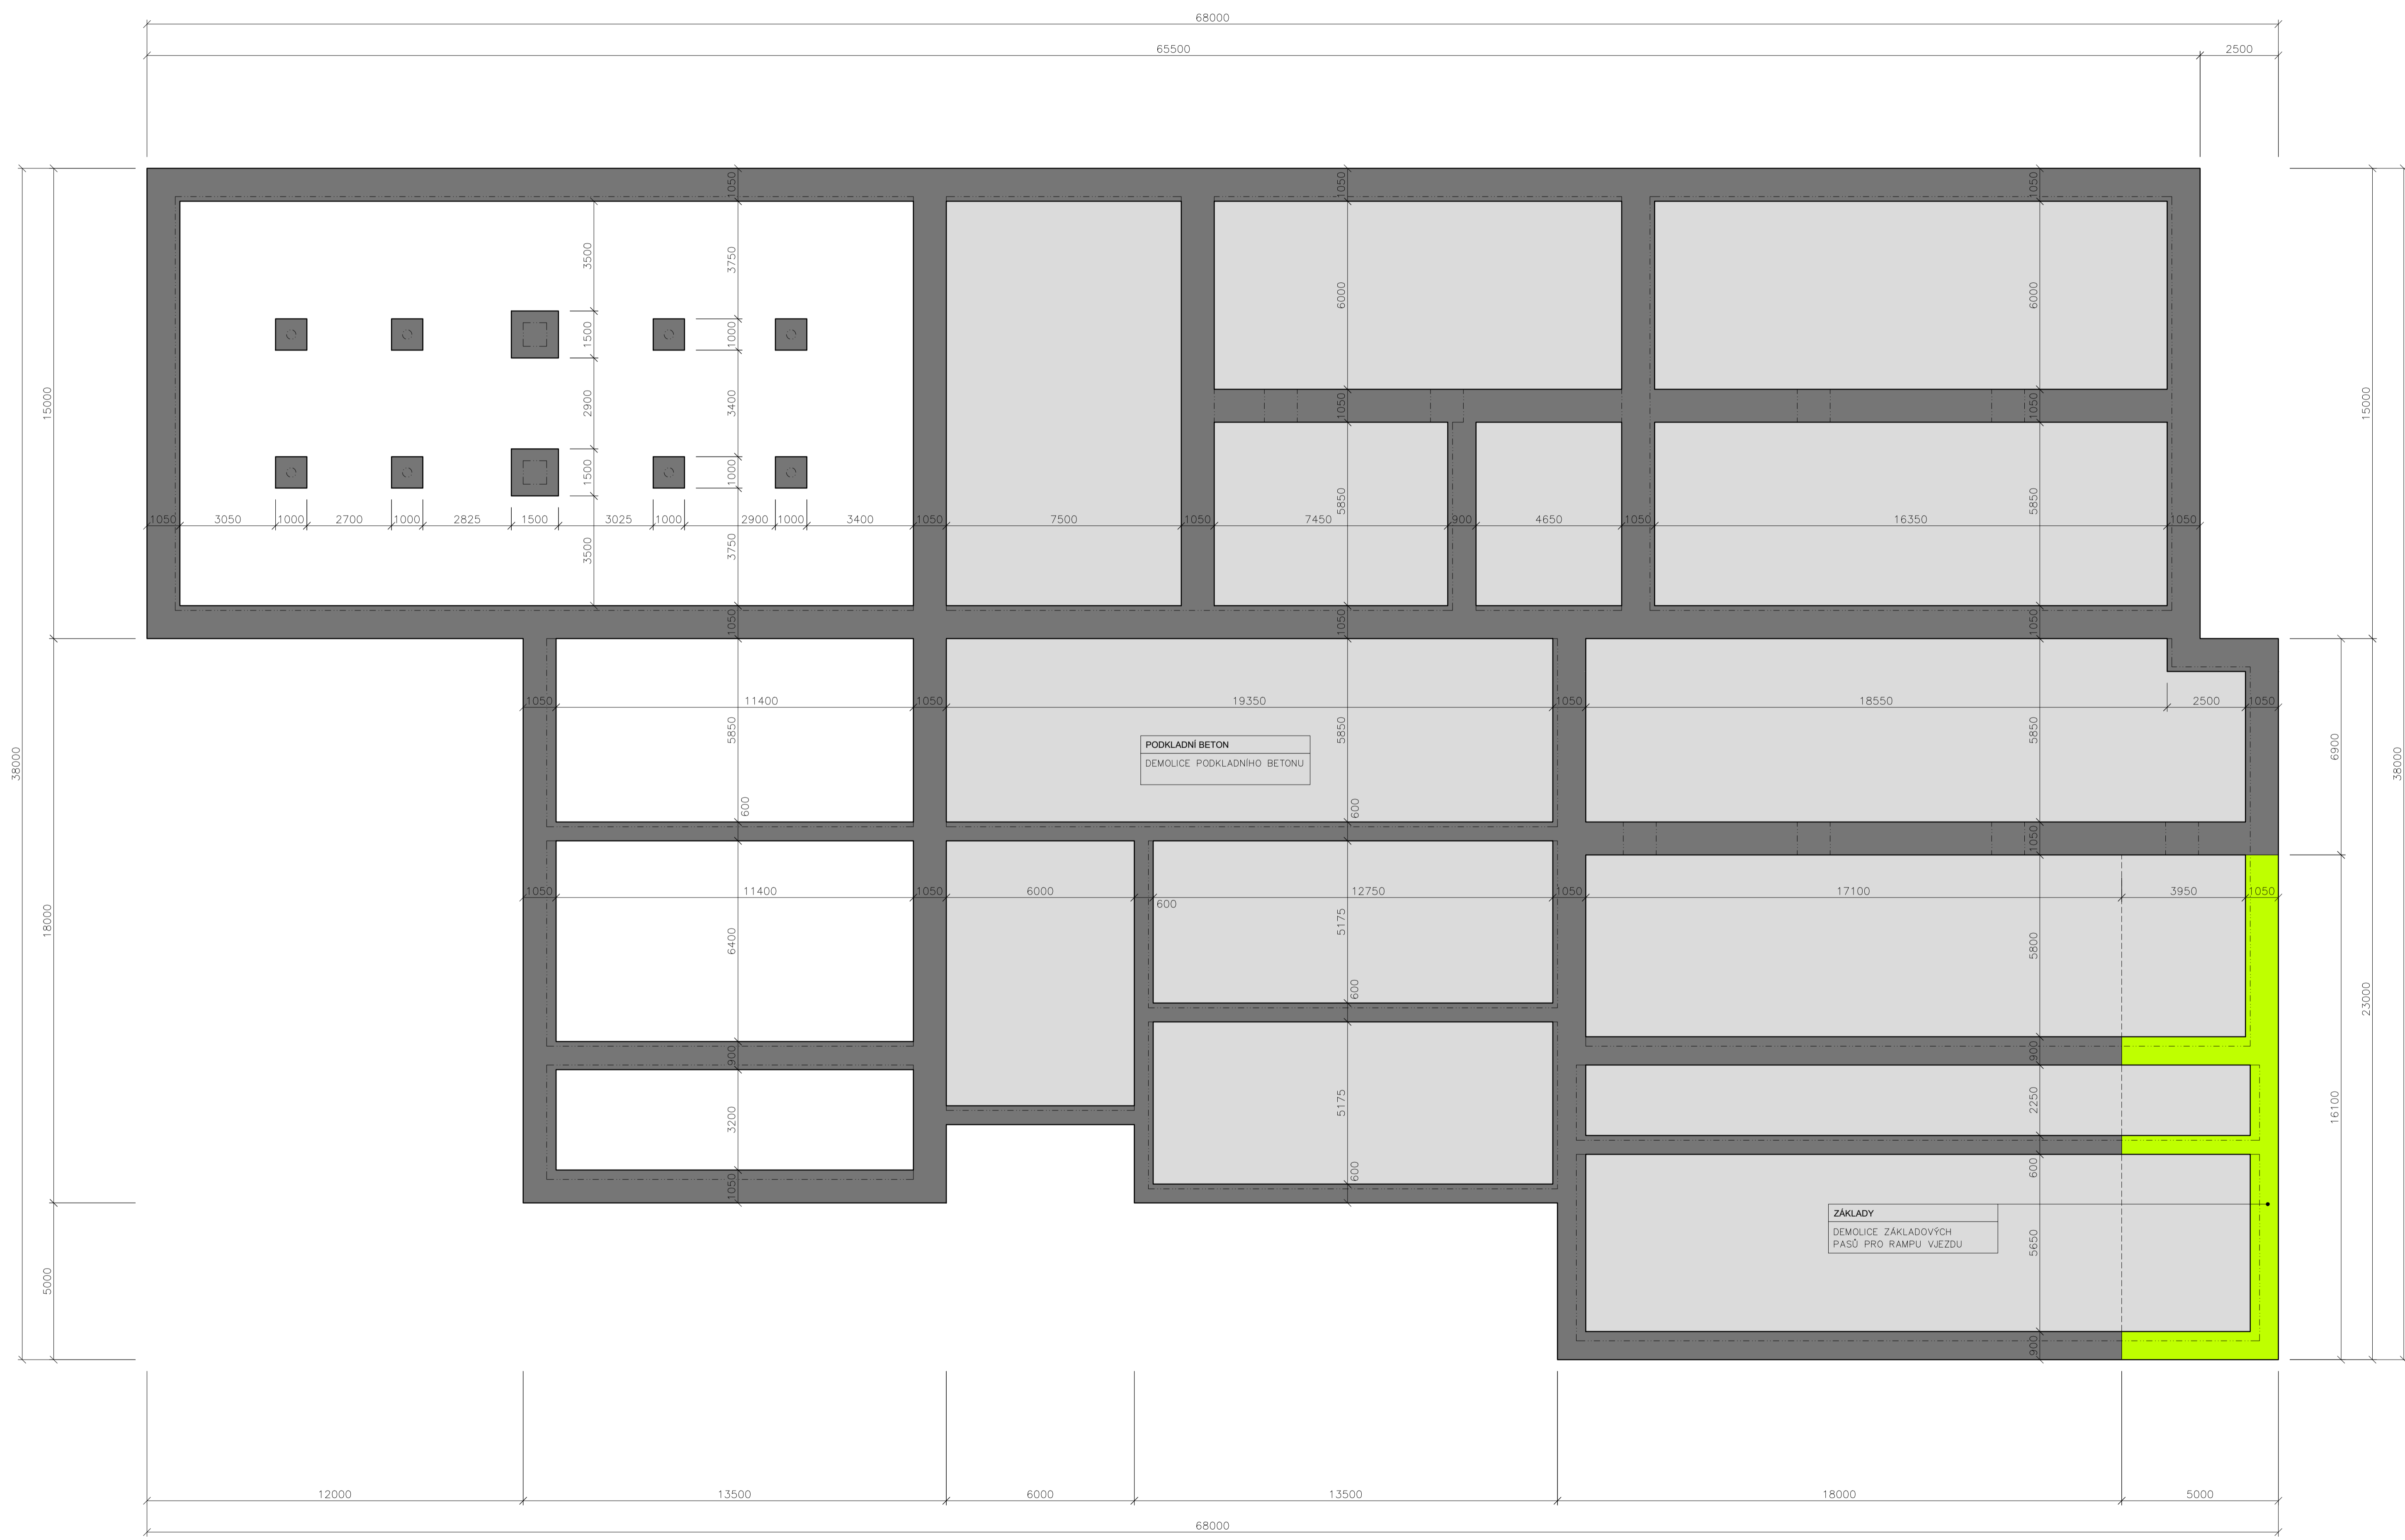 68000
65500 2500
1050 1050 1050
3500 3750 6000 6000
1500 1000
15000 2900 3400 1050 1050 15000
1500 1000 5850 5850
1050 3050 1000 2700 1000 2825 1500 3025 1000 2900 1000 3400 1050 7500 1050 7450 900 4650 1050 16350 1050
3500 3750
1050 1050 1050
1050 11400 1050 19350 1050 18550 2500 1050
5850 5850 5850 6900
38000 38000
PODKLADNÍ BETON
DEMOLICE PODKLADNÍHO BETONU
600 600 1050
1050 11400 1050 6000 600 12750 1050 17100 3950 1050
18000 6400 5175 5800
600 23000
900 900
3200 5175 2250 16100
1050 600 600
ZÁKLADY
DEMOLICE ZÁKLADOVÝCH
PASŮ PRO RAMPU VJEZDU
5000 5650
900
12000 13500 6000 13500 18000 5000
68000